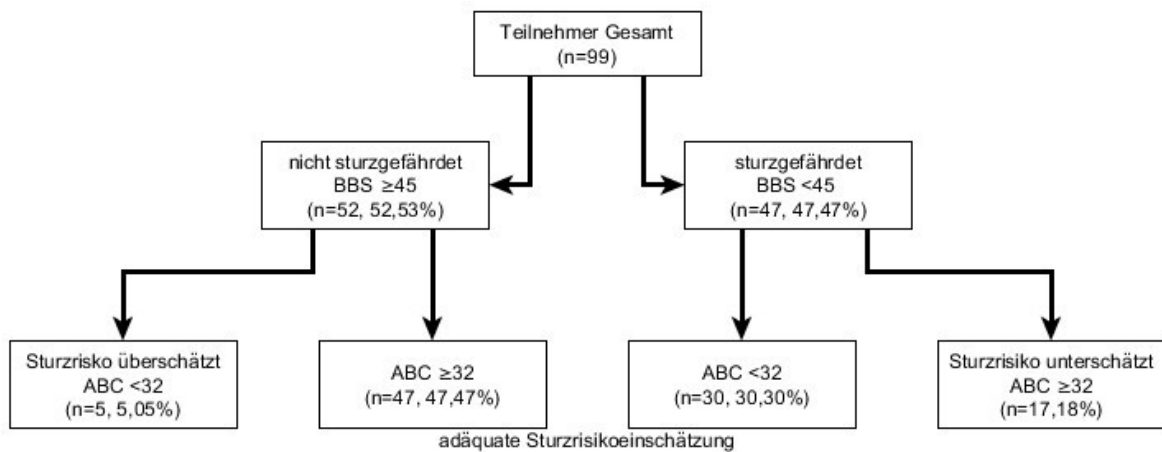 Teilnehmer Gesamt
(n=99)
nicht sturzgefährdet
BBS ≥45
(n=52, 52,53%)
sturzgefährdet
BBS <45
(n=47, 47,47%)
Sturzrisko überschätzt
ABC <32
(n=5, 5,05%)
ABC ≥32
(n=47, 47,47%)
ABC <32
(n=30, 30,30%)
Sturzrisiko unterschätzt
ABC ≥32
(n=17,18%)
adäquate Sturzrisikoeinschätzung